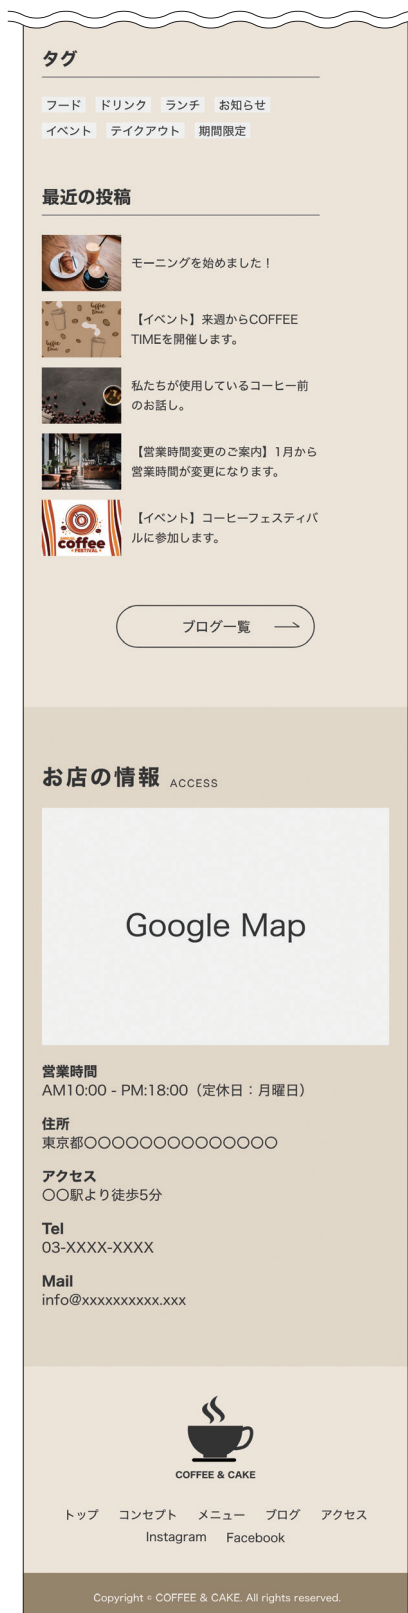 タグ
フード ドリンク ランチ お知らせ
イベント テイクアウト 期間限定
最近の投稿
モーニングを始めました！
【イベント】来週からCOFFEE
TIMEを開催します。
私たちが使用しているコーヒー前
のお話し。
【営業時間変更のご案内】1月から
営業時間が変更になります。
【イベント】コーヒーフェスティバ
ルに参加します。
coffee
FESTIVAL
ブログ一覧
お店の情報 ACCESS
Google Map
営業時間
AM10:00 - PM:18:00（定休日：月曜日）
住所
東京都〇〇〇〇〇〇〇〇〇〇〇〇〇〇
アクセス
〇〇駅より徒歩5分
Tel
03-XXXX-XXXX
Mail
info@xxxxxxxxxx.xxx
COFFEE & CAKE
トップ コンセプト メニュー ブログ アクセス
Instagram Facebook
Copyright © COFFEE & CAKE. All rights reserved.